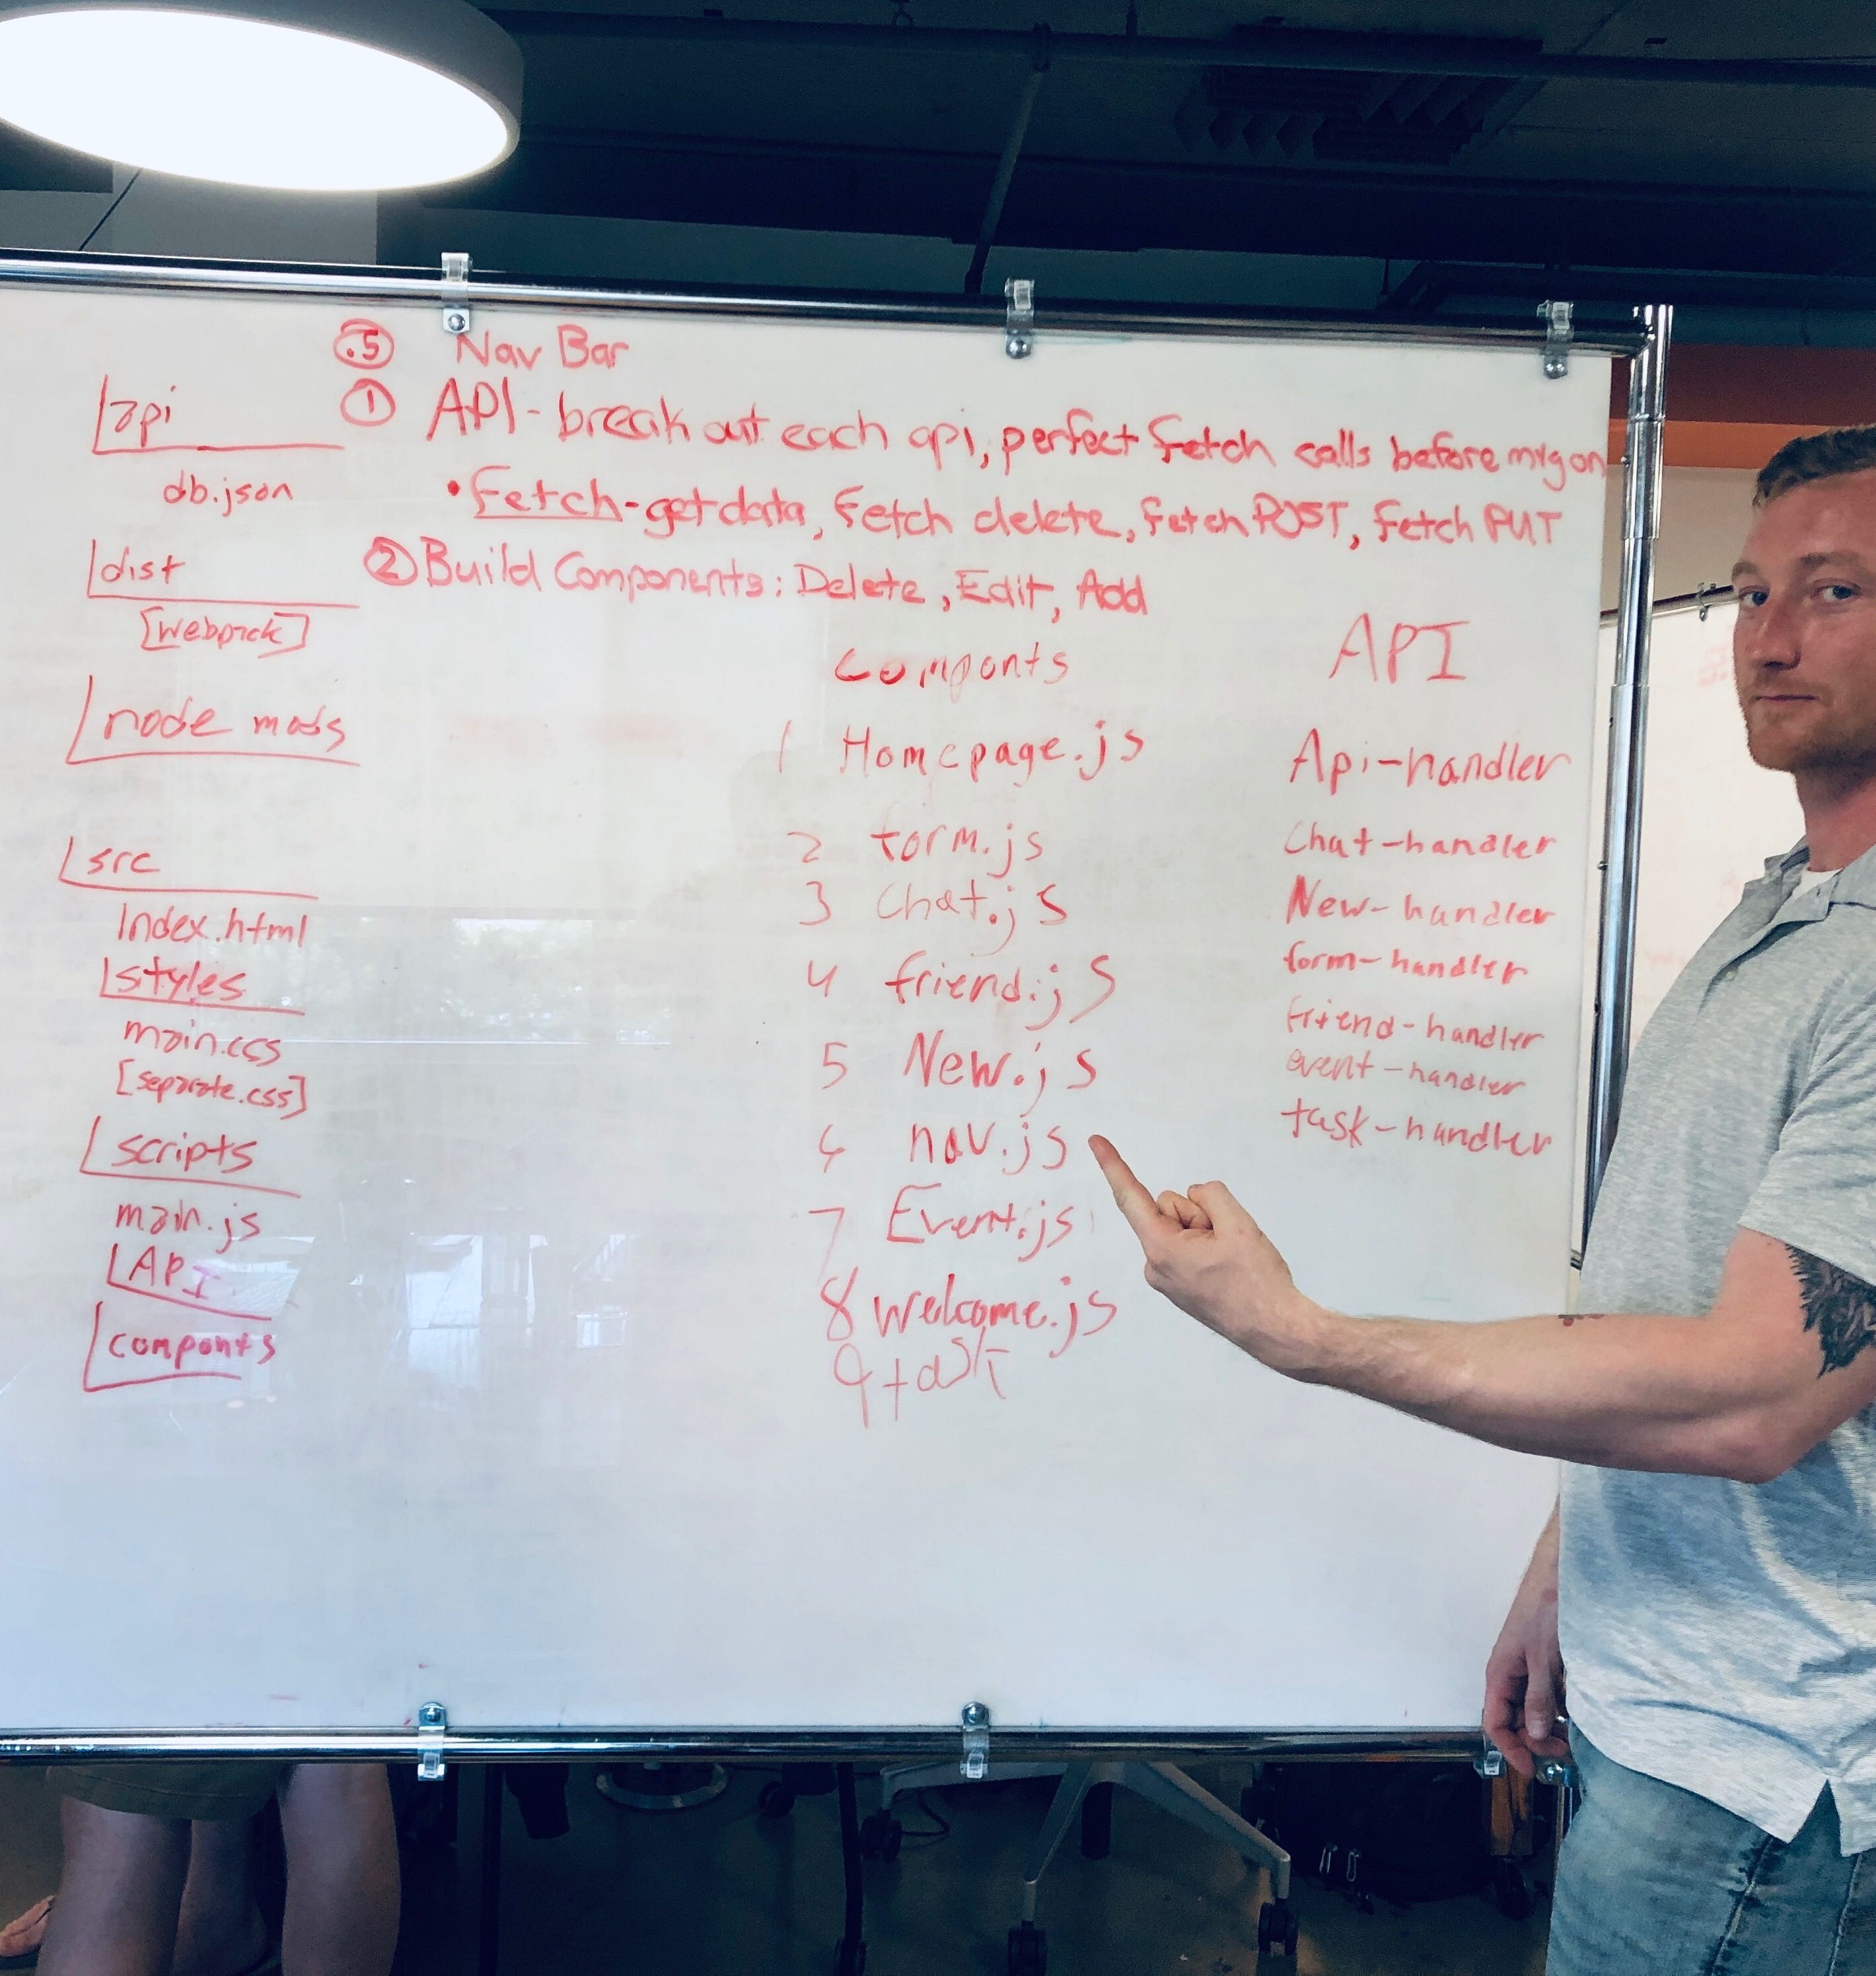 .5 Nav Bar
1 API - break out each api, perfect fetch calls before mvg on
• Fetch - get data, Fetch delete, fetch POST, fetch PUT
2 Build Components: Delete, Edit, Add
api
db.json
dist
[webpack]
node mods
src
Index.html
styles
main.css
[separate.css]
scripts
main.js
API
componts
componts
1 Homepage.js
2 form.js
3 Chat.js
4 friend.js
5 New.js
6 nav.js
7 Event.js
8 welcome.js
9 task
API
Api-handler
Chat-handler
New-handler
form-handler
friend-handler
event-handler
task-handler